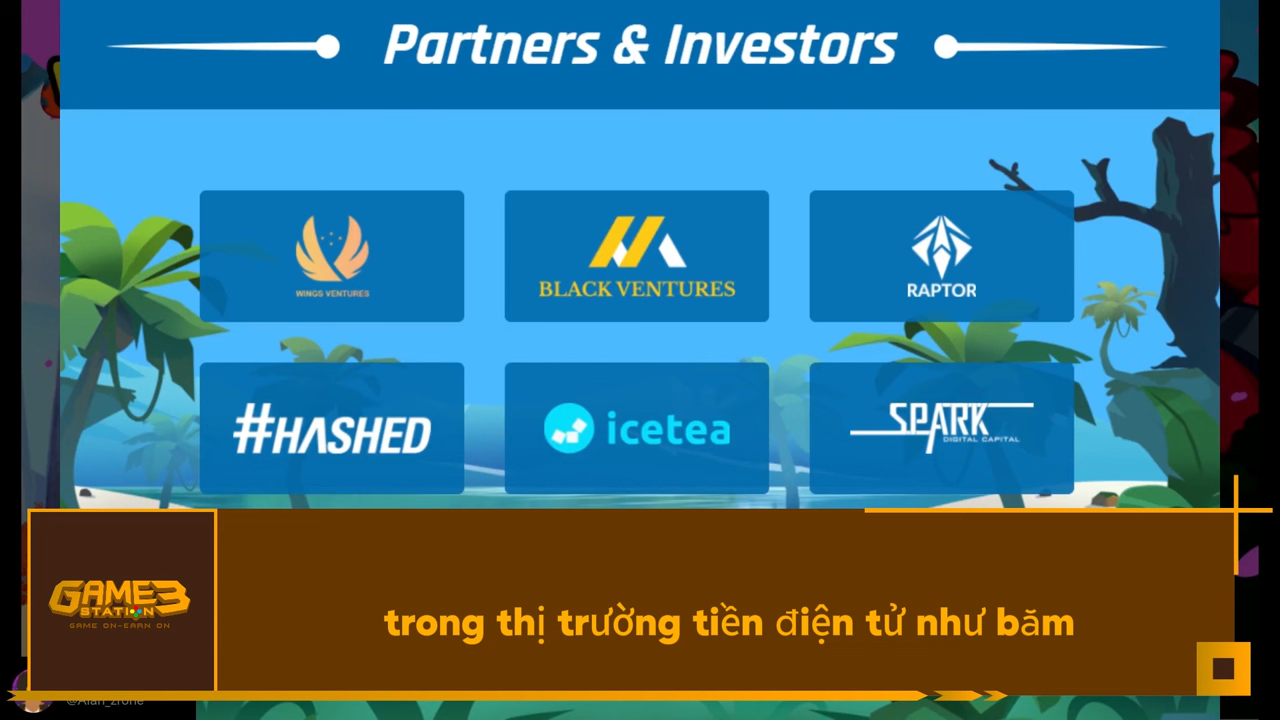 Partners & Investors
WINGS VENTURES
BLACK VENTURES
RAPTOR
#HASHED
icetea
SPARK
DIGITAL CAPITAL
GAME3
STATION
GAME ON-EARN ON
trong thị trường tiền điện tử như băm
@Alan_zrone